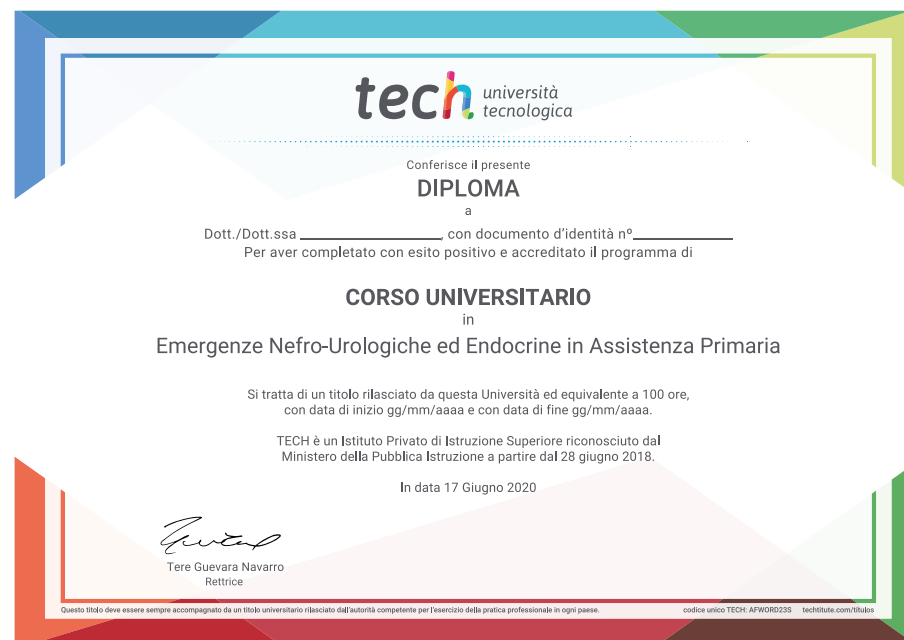 tech università
tecnologica
Conferisce il presente
DIPLOMA
a
Dott./Dott.ssa ____________________, con documento d'identità nº______________
Per aver completato con esito positivo e accreditato il programma di
CORSO UNIVERSITARIO
in
Emergenze Nefro-Urologiche ed Endocrine in Assistenza Primaria
Si tratta di un titolo rilasciato da questa Università ed equivalente a 100 ore,
con data di inizio gg/mm/aaaa e con data di fine gg/mm/aaaa.
TECH è un Istituto Privato di Istruzione Superiore riconosciuto dal
Ministero della Pubblica Istruzione a partire dal 28 giugno 2018.
In data 17 Giugno 2020
Tere Guevara Navarro
Rettrice
Questo titolo deve essere sempre accompagnato da un titolo universitario rilasciato dall'autorità competente per l'esercizio della pratica professionale in ogni paese. codice unico TECH: AFWORD23S techtitute.com/titulos